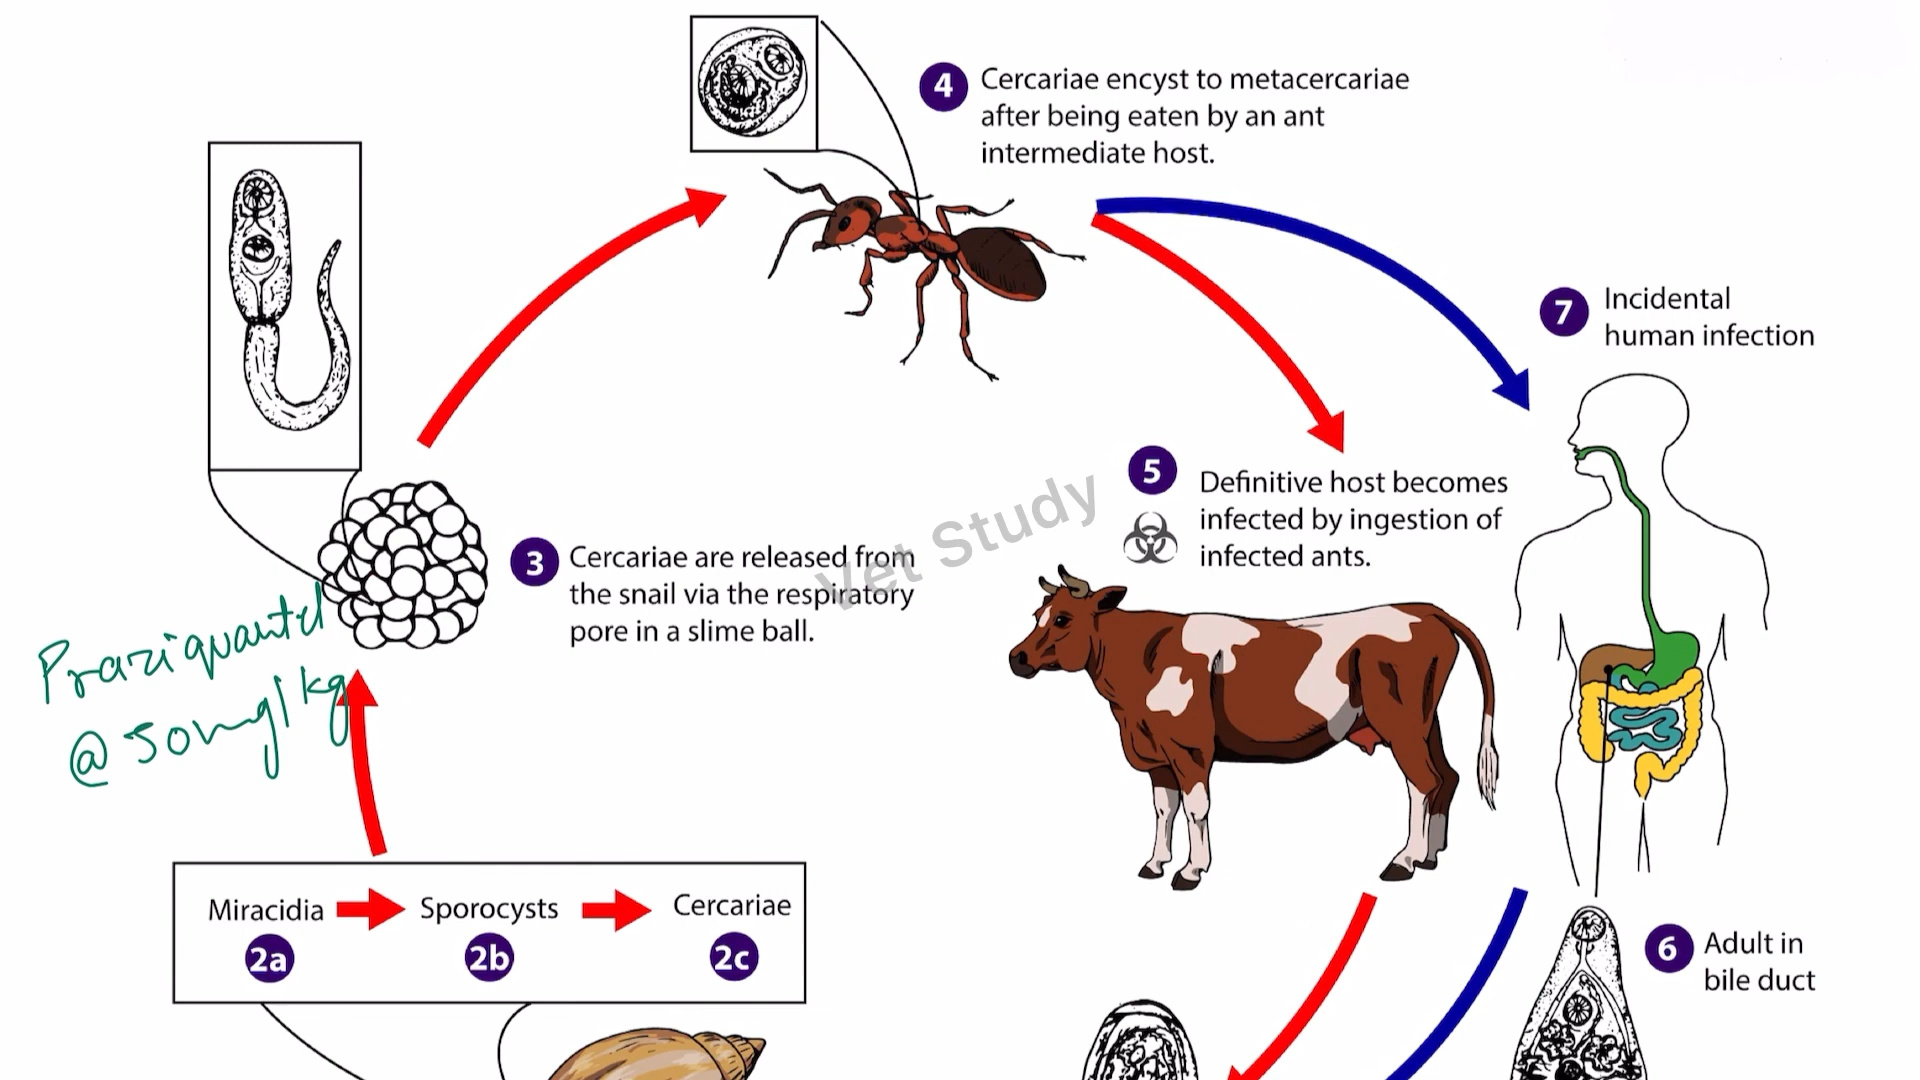 4 Cercariae encyst to metacercariae
after being eaten by an ant
intermediate host.
7 Incidental
human infection
5 Definitive host becomes
infected by ingestion of
infected ants.
3 Cercariae are released from
the snail via the respiratory
pore in a slime ball.
Vet Study
Praziquantel
@ 50mg/kg
Miracidia Sporocysts Cercariae
2a 2b 2c
6 Adult in
bile duct